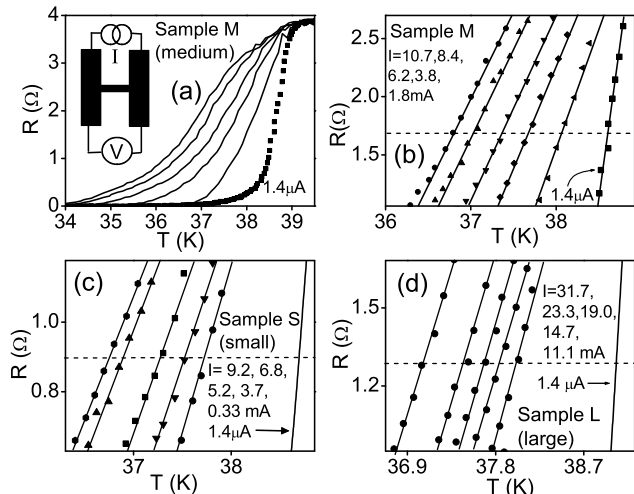 Sample M
(medium)
I
(a)
V
1.4μA
4
3
2
1
0
R (Ω)
34 35 36 37 38 39
T (K)
I=10.7,8.4,
6.2,3.8,
1.8mA
(b)
1.4μA
2.5
2.0
1.5
R(Ω)
36 37 38
T (K)
(c)
Sample S
(small)
I= 9.2, 6.8,
5.2, 3.7,
0.33 mA
1.4μA
1.0
0.8
R (Ω)
37 38
T (K)
(d)
I=31.7,
23.3,19.0,
14.7,
11.1 mA
1.4 μA
Sample L
(large)
1.6
1.2
R (Ω)
36.9 37.8 38.7
T (K)